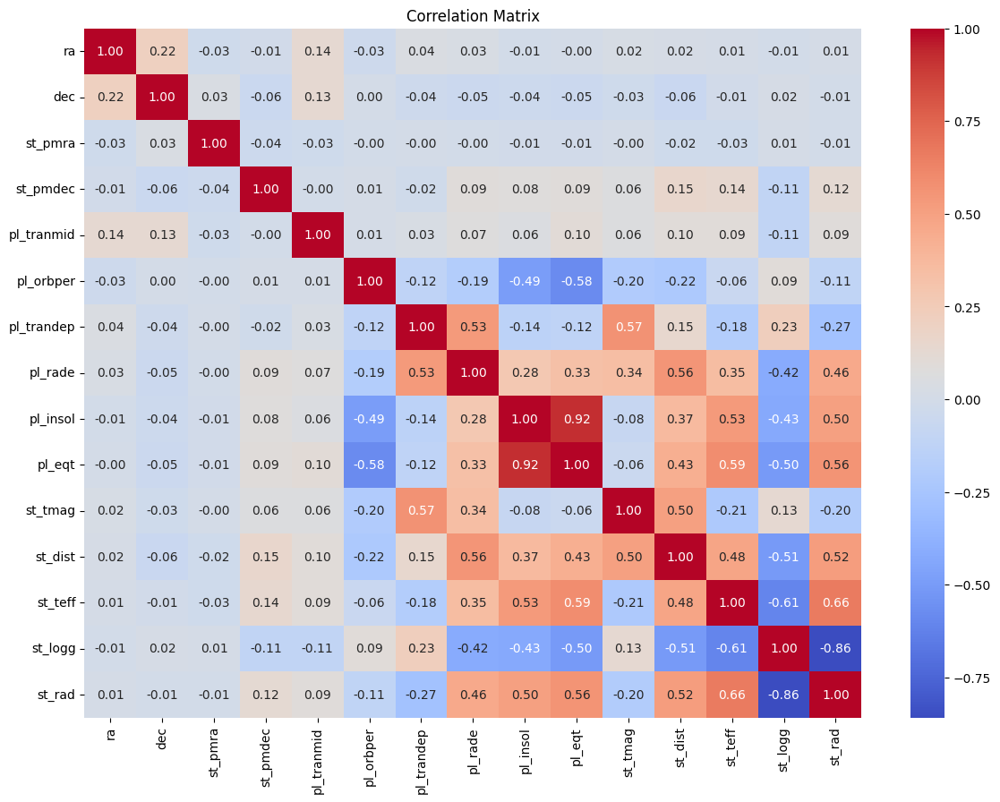 Correlation Matrix
ra 1.00 0.22 -0.03 -0.01 0.14 -0.03 0.04 0.03 -0.01 -0.00 0.02 0.02 0.01 -0.01 0.01
dec 0.22 1.00 0.03 -0.06 0.13 0.00 -0.04 -0.05 -0.04 -0.05 -0.03 -0.06 -0.01 0.02 -0.01
st_pmra -0.03 0.03 1.00 -0.04 -0.03 -0.00 -0.00 -0.00 -0.01 -0.01 -0.00 -0.02 -0.03 0.01 -0.01
st_pmdec -0.01 -0.06 -0.04 1.00 -0.00 0.01 -0.02 0.09 0.08 0.09 0.06 0.15 0.14 -0.11 0.12
pl_tranmid 0.14 0.13 -0.03 -0.00 1.00 0.01 0.03 0.07 0.06 0.10 0.06 0.10 0.09 -0.11 0.09
pl_orbper -0.03 0.00 -0.00 0.01 0.01 1.00 -0.12 -0.19 -0.49 -0.58 -0.20 -0.22 -0.06 0.09 -0.11
pl_trandep 0.04 -0.04 -0.00 -0.02 0.03 -0.12 1.00 0.53 -0.14 -0.12 0.57 0.15 -0.18 0.23 -0.27
pl_rade 0.03 -0.05 -0.00 0.09 0.07 -0.19 0.53 1.00 0.28 0.33 0.34 0.56 0.35 -0.42 0.46
pl_insol -0.01 -0.04 -0.01 0.08 0.06 -0.49 -0.14 0.28 1.00 0.92 -0.08 0.37 0.53 -0.43 0.50
pl_eqt -0.00 -0.05 -0.01 0.09 0.10 -0.58 -0.12 0.33 0.92 1.00 -0.06 0.43 0.59 -0.50 0.56
st_tmag 0.02 -0.03 -0.00 0.06 0.06 -0.20 0.57 0.34 -0.08 -0.06 1.00 0.50 -0.21 0.13 -0.20
st_dist 0.02 -0.06 -0.02 0.15 0.10 -0.22 0.15 0.56 0.37 0.43 0.50 1.00 0.48 -0.51 0.52
st_teff 0.01 -0.01 -0.03 0.14 0.09 -0.06 -0.18 0.35 0.53 0.59 -0.21 0.48 1.00 -0.61 0.66
st_logg -0.01 0.02 0.01 -0.11 -0.11 0.09 0.23 -0.42 -0.43 -0.50 0.13 -0.51 -0.61 1.00 -0.86
st_rad 0.01 -0.01 -0.01 0.12 0.09 -0.11 -0.27 0.46 0.50 0.56 -0.20 0.52 0.66 -0.86 1.00
ra dec st_pmra st_pmdec pl_tranmid pl_orbper pl_trandep pl_rade pl_insol pl_eqt st_tmag st_dist st_teff st_logg st_rad
1.00
0.75
0.50
0.25
0.00
−0.25
−0.50
−0.75